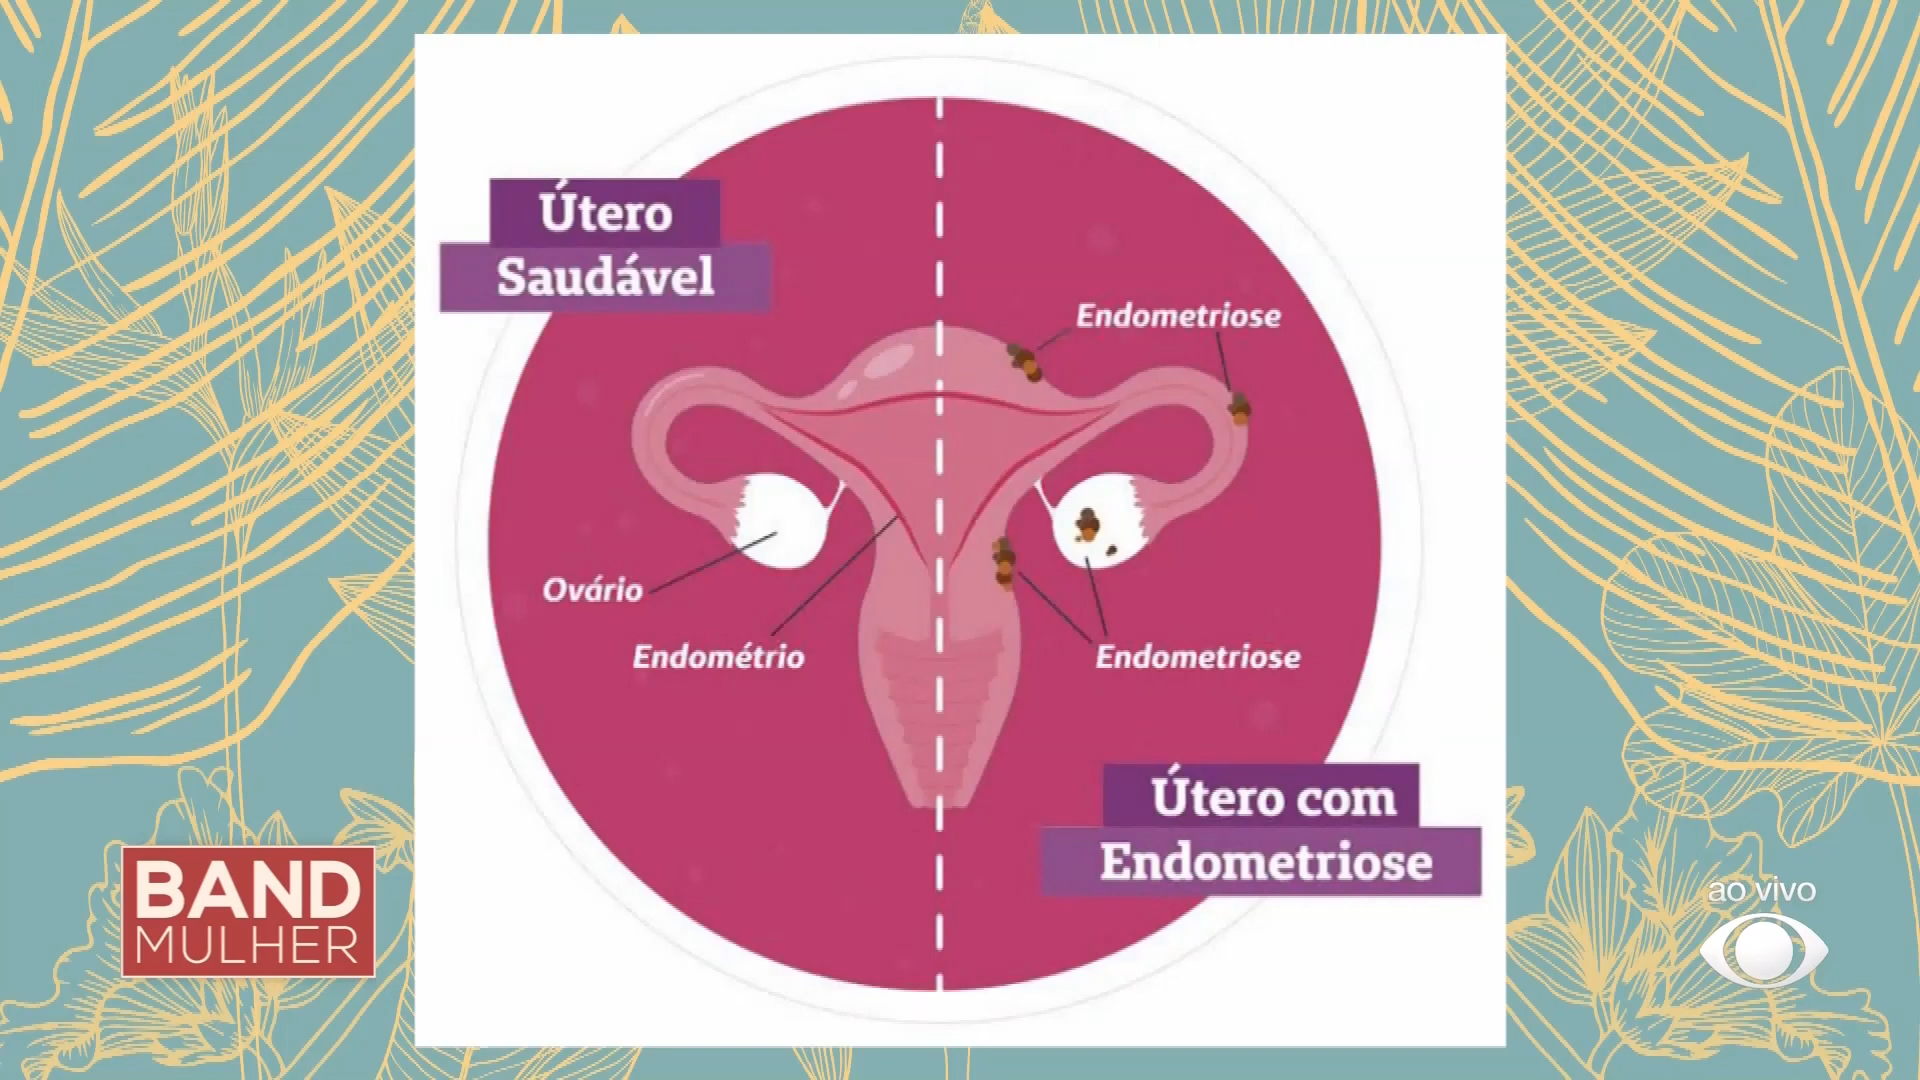 Útero
Saudável
Endometriose
Ovário
Endométrio
Endometriose
Útero com
Endometriose
BAND
MULHER
ao vivo